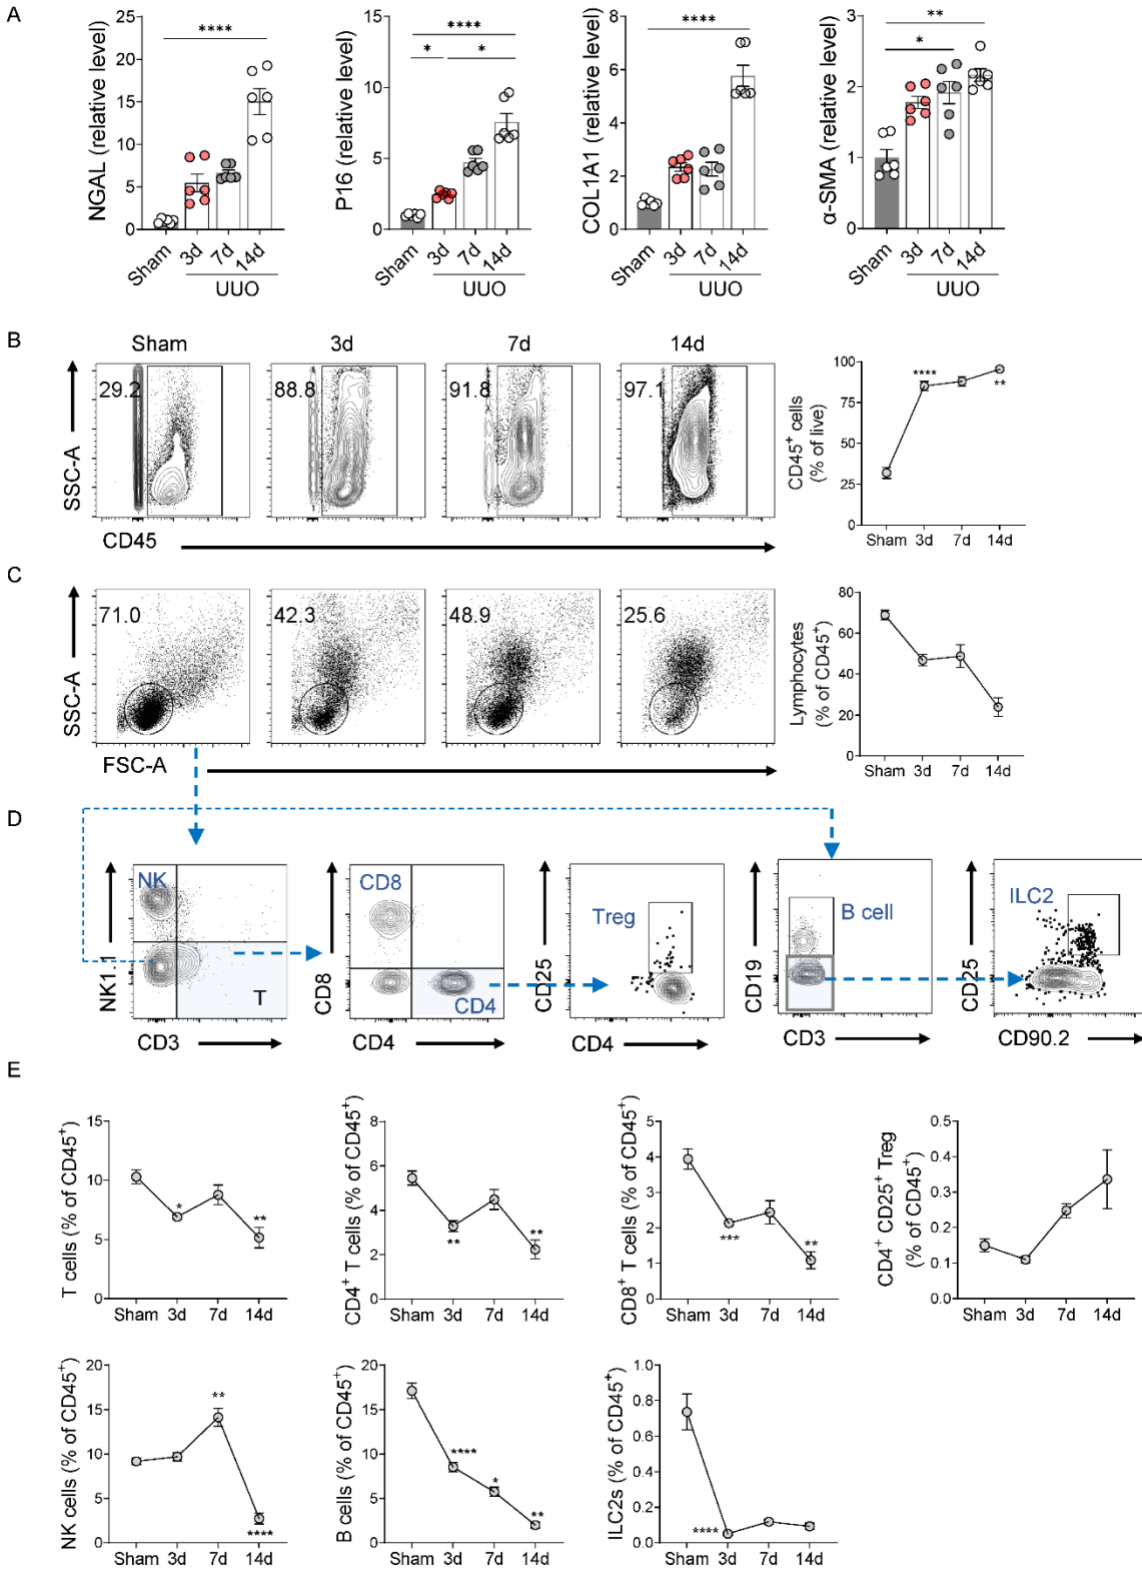 A
NGAL (relative level)
25
20
15
10
5
0
****
Sham
3d
7d
14d
UUO
P16 (relative level)
15
10
5
0
****
*
*
Sham
3d
7d
14d
UUO
COL1A1 (relative level)
8
6
4
2
0
****
Sham
3d
7d
14d
UUO
α-SMA (relative level)
3
2
1
0
**
*
Sham
3d
7d
14d
UUO
B
Sham
3d
7d
14d
SSC-A
29.2
88.8
91.8
97.1
CD45
CD45⁺ cells
(% of live)
100
75
50
25
0
****
**
Sham 3d 7d 14d
C
SSC-A
71.0
42.3
48.9
25.6
FSC-A
Lymphocytes
(% of CD45⁺)
80
60
40
20
0
Sham 3d 7d 14d
D
NK1.1
NK
T
CD3
CD8
CD8
CD4
CD4
CD25
Treg
CD4
CD19
B cell
CD3
CD25
ILC2
CD90.2
E
T cells (% of CD45⁺)
15
10
5
0
*
**
Sham 3d 7d 14d
CD4⁺ T cells (% of CD45⁺)
8
6
4
2
0
**
**
Sham 3d 7d 14d
CD8⁺ T cells (% of CD45⁺)
5
4
3
2
1
0
***
**
Sham 3d 7d 14d
CD4⁺ CD25⁺ Treg
(% of CD45⁺)
0.5
0.4
0.3
0.2
0.1
0.0
Sham 3d 7d 14d
NK cells (% of CD45⁺)
20
15
10
5
0
**
****
Sham 3d 7d 14d
B cells (% of CD45⁺)
20
15
10
5
0
****
*
**
Sham 3d 7d 14d
ILC2s (% of CD45⁺)
1.0
0.8
0.6
0.4
0.2
0.0
****
Sham 3d 7d 14d